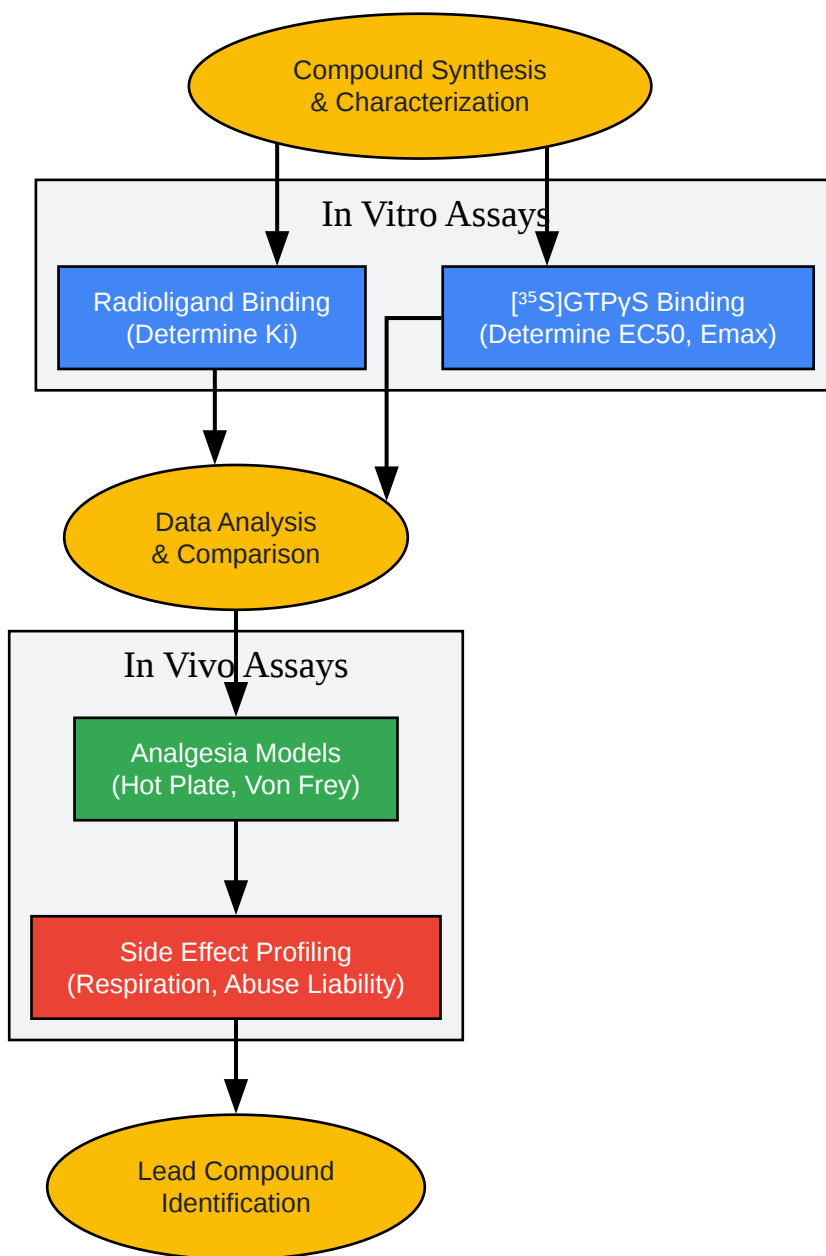 Compound Synthesis
& Characterization
In Vitro Assays
Radioligand Binding
(Determine Ki)
[³⁵S]GTPγS Binding
(Determine EC50, Emax)
Data Analysis
& Comparison
In Vivo Assays
Analgesia Models
(Hot Plate, Von Frey)
Side Effect Profiling
(Respiration, Abuse Liability)
Lead Compound
Identification